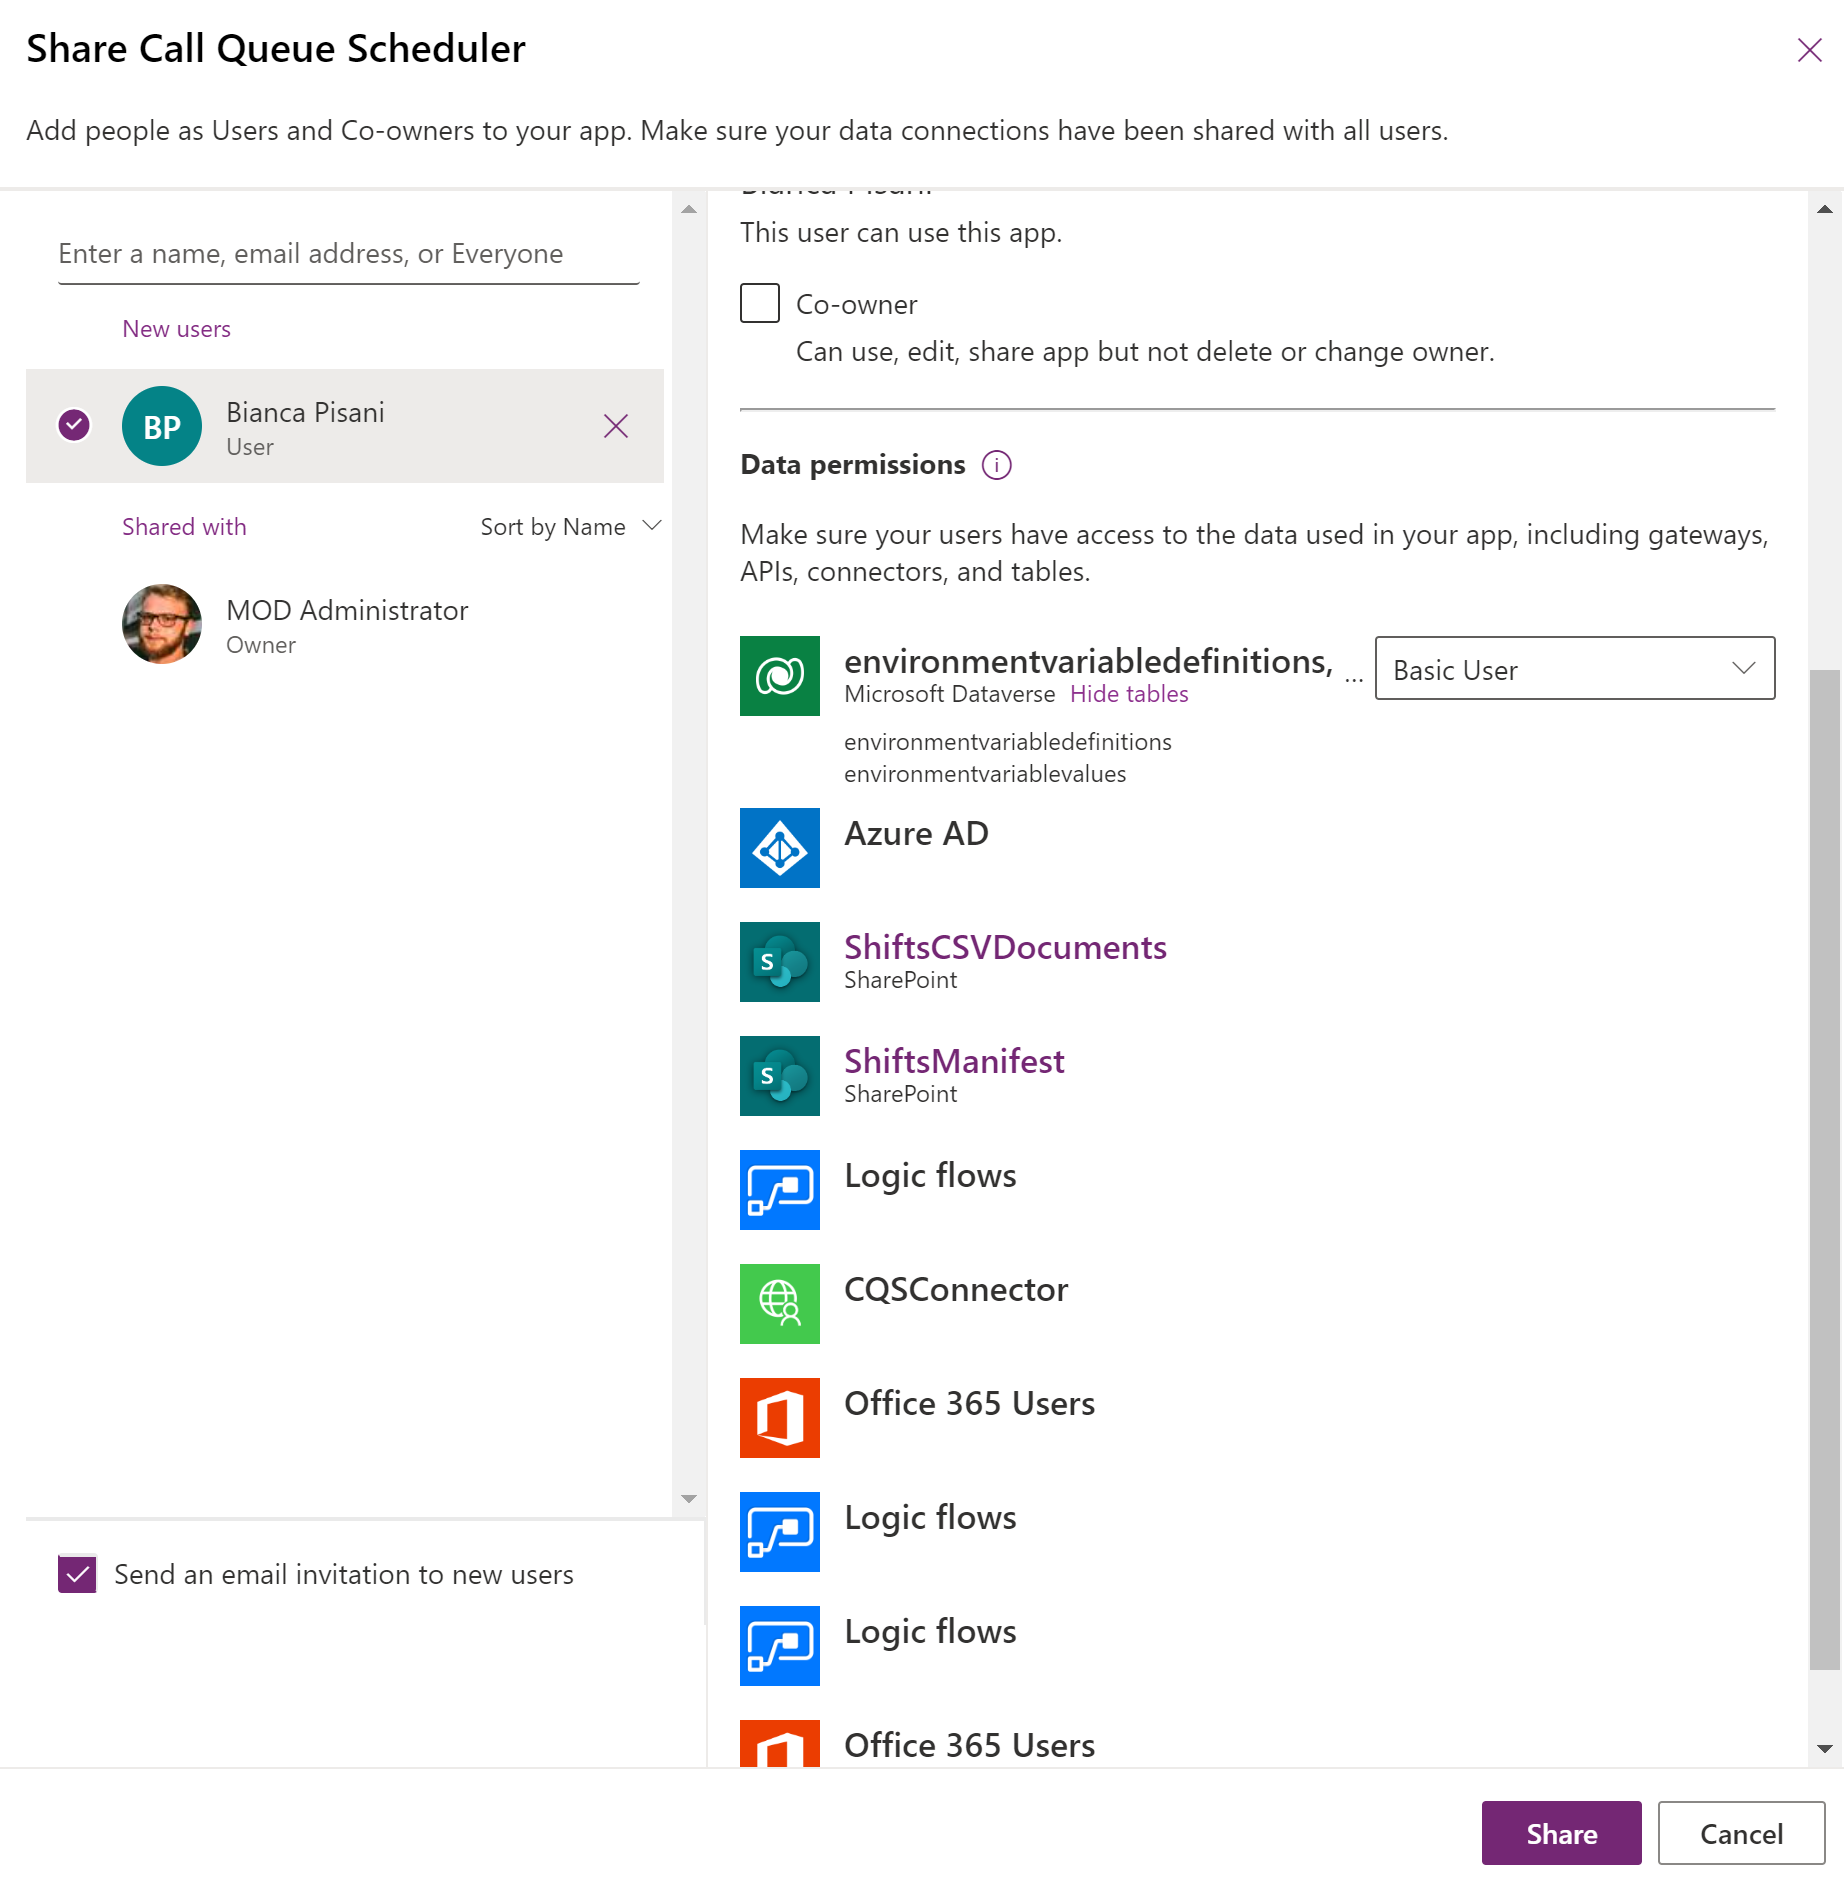 Share Call Queue Scheduler
Add people as Users and Co-owners to your app. Make sure your data connections have been shared with all users.
Enter a name, email address, or Everyone
New users
BP
Bianca Pisani
User
Shared with
Sort by Name
MOD Administrator
Owner
Send an email invitation to new users
Bianca Pisani
This user can use this app.
Co-owner
Can use, edit, share app but not delete or change owner.
Data permissions
Make sure your users have access to the data used in your app, including gateways,
APIs, connectors, and tables.
environmentvariabledefinitions, ...
Basic User
Microsoft Dataverse Hide tables
environmentvariabledefinitions
environmentvariablevalues
Azure AD
S
ShiftsCSVDocuments
SharePoint
S
ShiftsManifest
SharePoint
Logic flows
CQSConnector
Office 365 Users
Logic flows
Logic flows
Office 365 Users
Share
Cancel